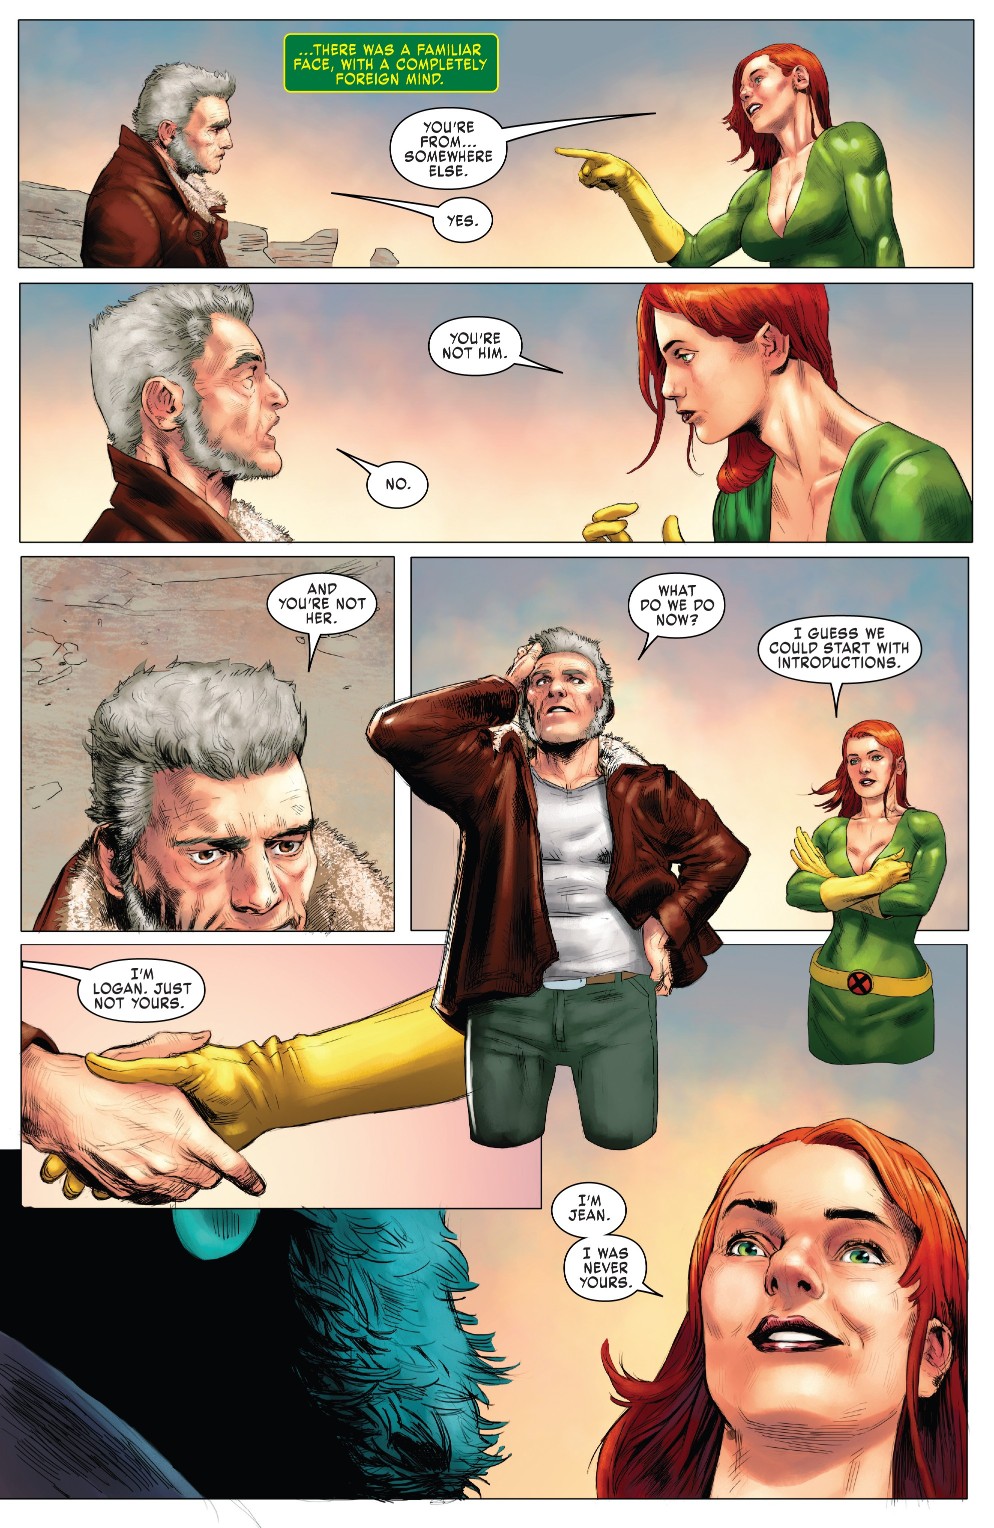 ...THERE WAS A FAMILIAR
FACE, WITH A COMPLETELY
FOREIGN MIND.
YOU'RE
FROM...
SOMEWHERE
ELSE.
YES.
YOU'RE
NOT HIM.
NO.
AND
YOU'RE NOT
HER.
WHAT
DO WE DO
NOW?
I GUESS WE
COULD START WITH
INTRODUCTIONS.
I'M
LOGAN. JUST
NOT YOURS.
I'M
JEAN.
I WAS
NEVER
YOURS.